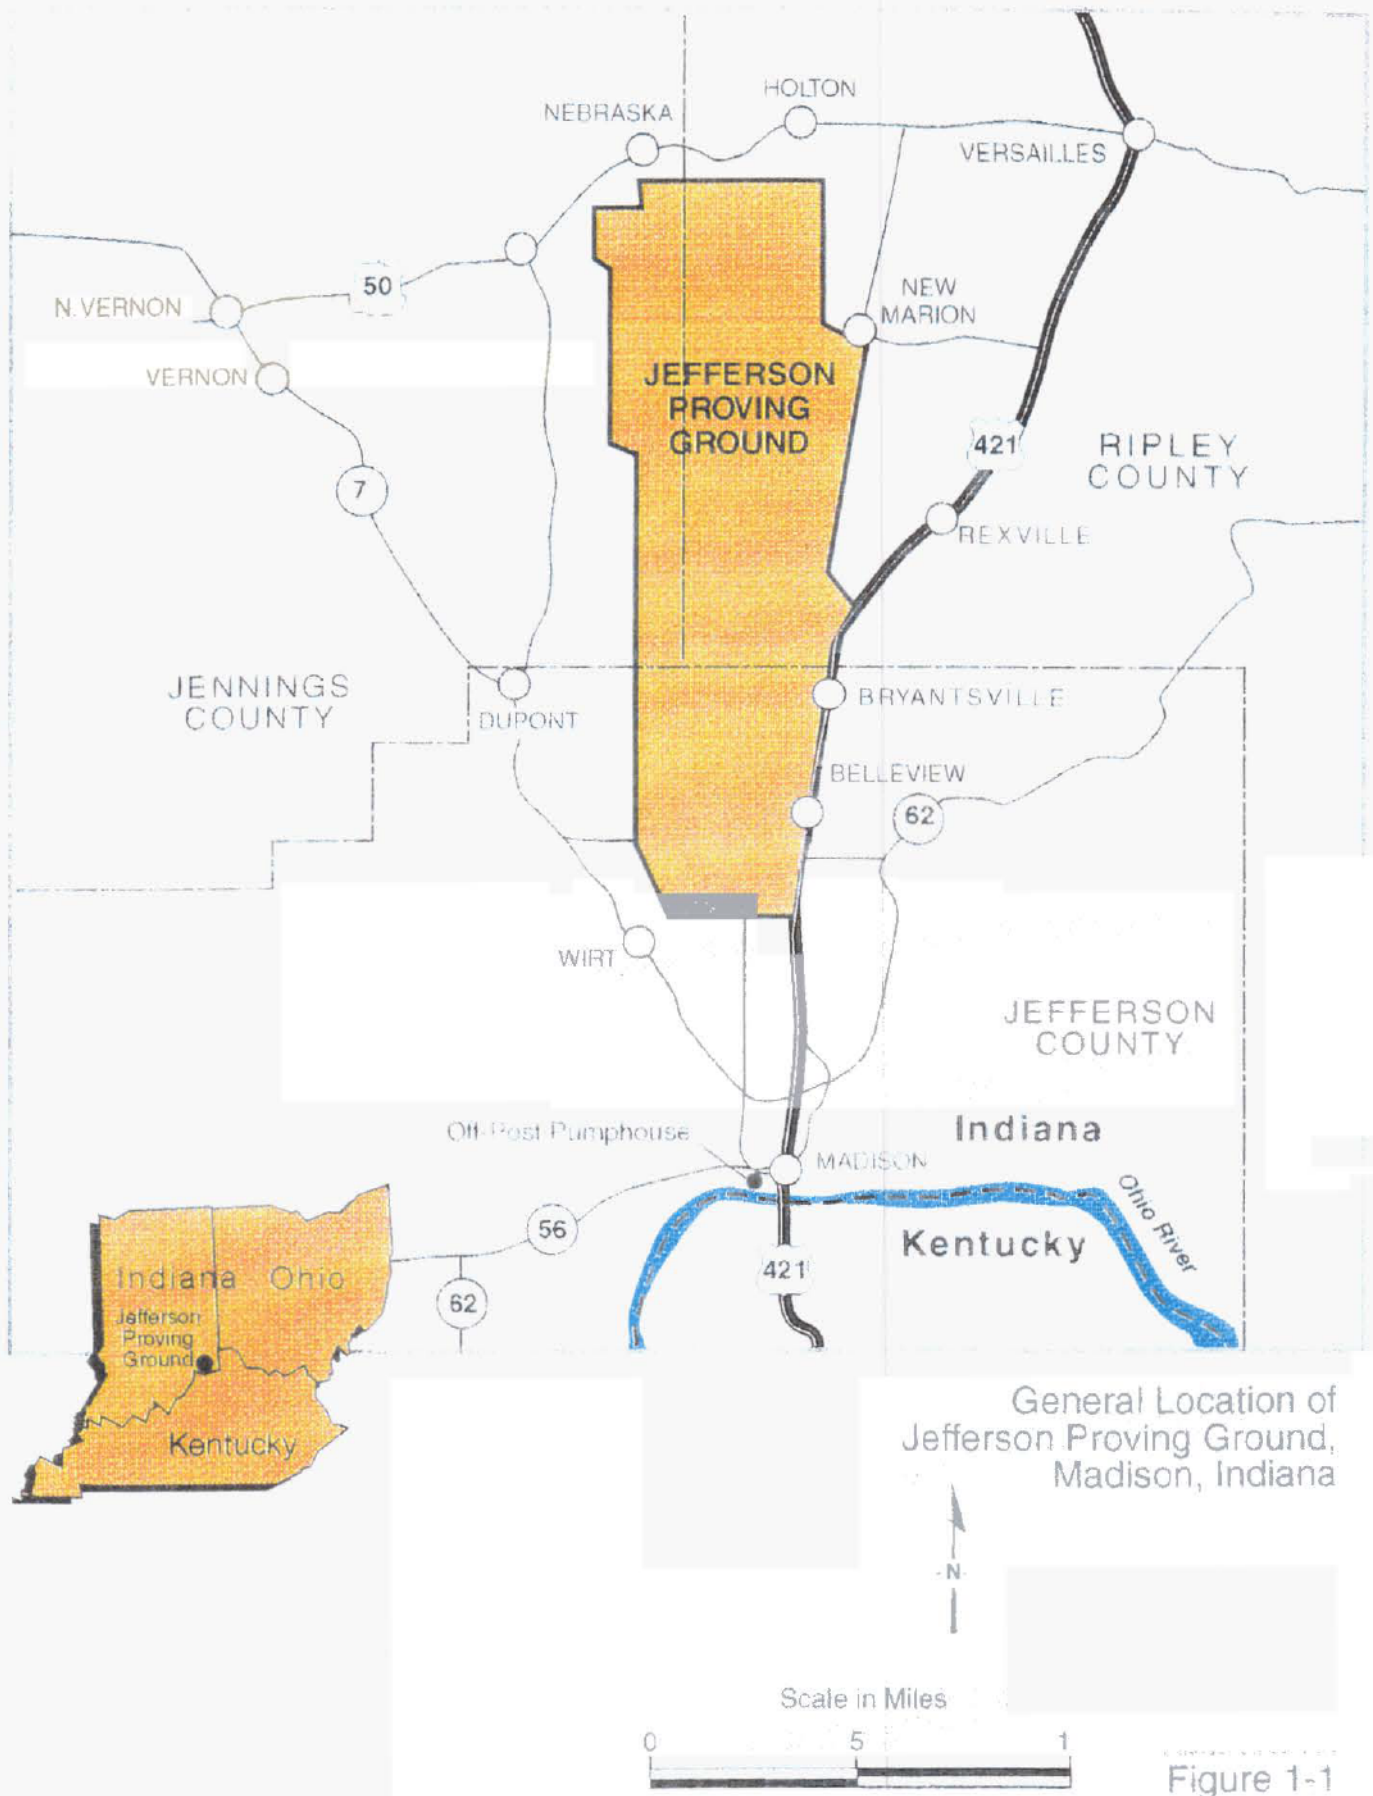 HOLTON
NEBRASKA
VERSAILLES
50
N. VERNON
NEW
MARION
VERNON
JEFFERSON
PROVING
GROUND
421
RIPLEY
COUNTY
7
REXVILLE
JENNINGS
COUNTY
DUPONT
BRYANTSVILLE
BELLEVIEW
62
WIRT
JEFFERSON
COUNTY
Off-Post Pumphouse
Indiana
MADISON
Ohio River
56
Kentucky
421
62
Indiana
Ohio
Jefferson
Proving
Ground
Kentucky
General Location of
Jefferson Proving Ground,
Madison, Indiana
N
Scale in Miles
0 5 1
Figure 1-1